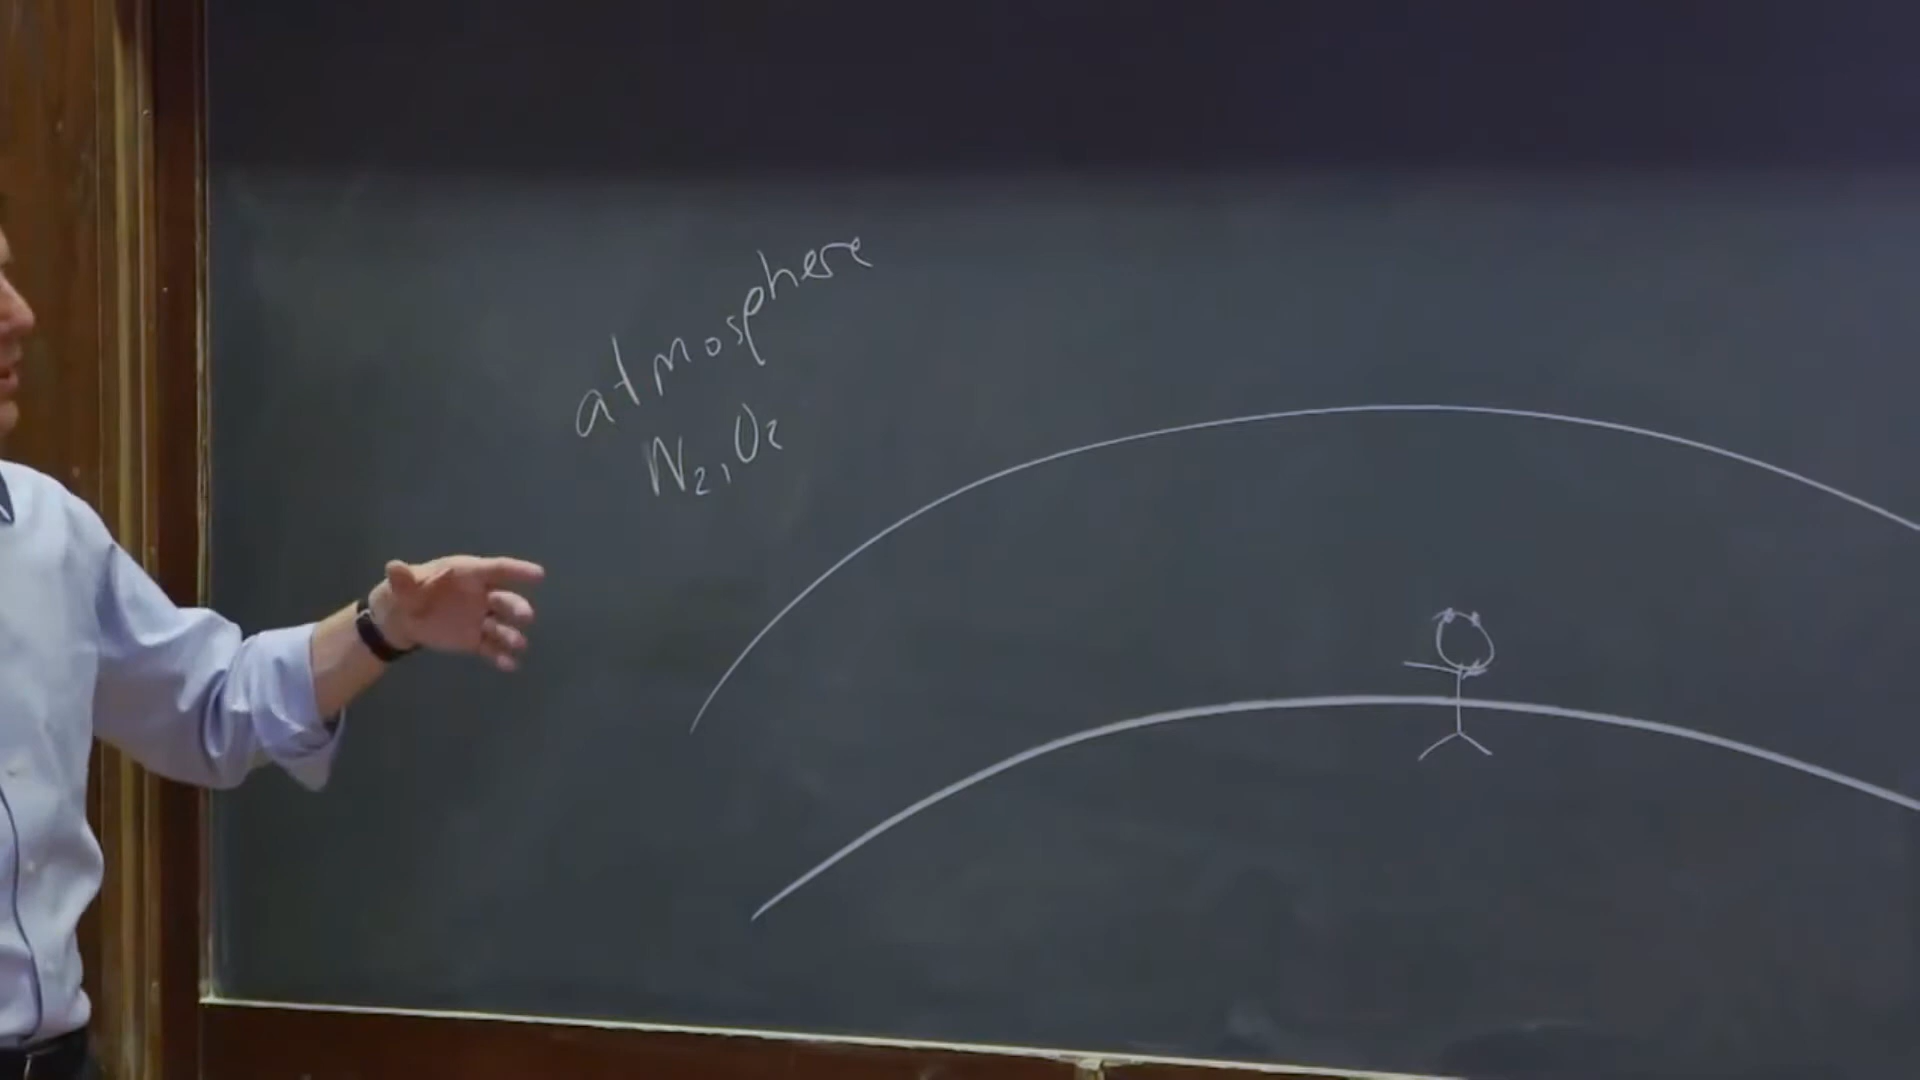 atmosphere
N₂, O₂